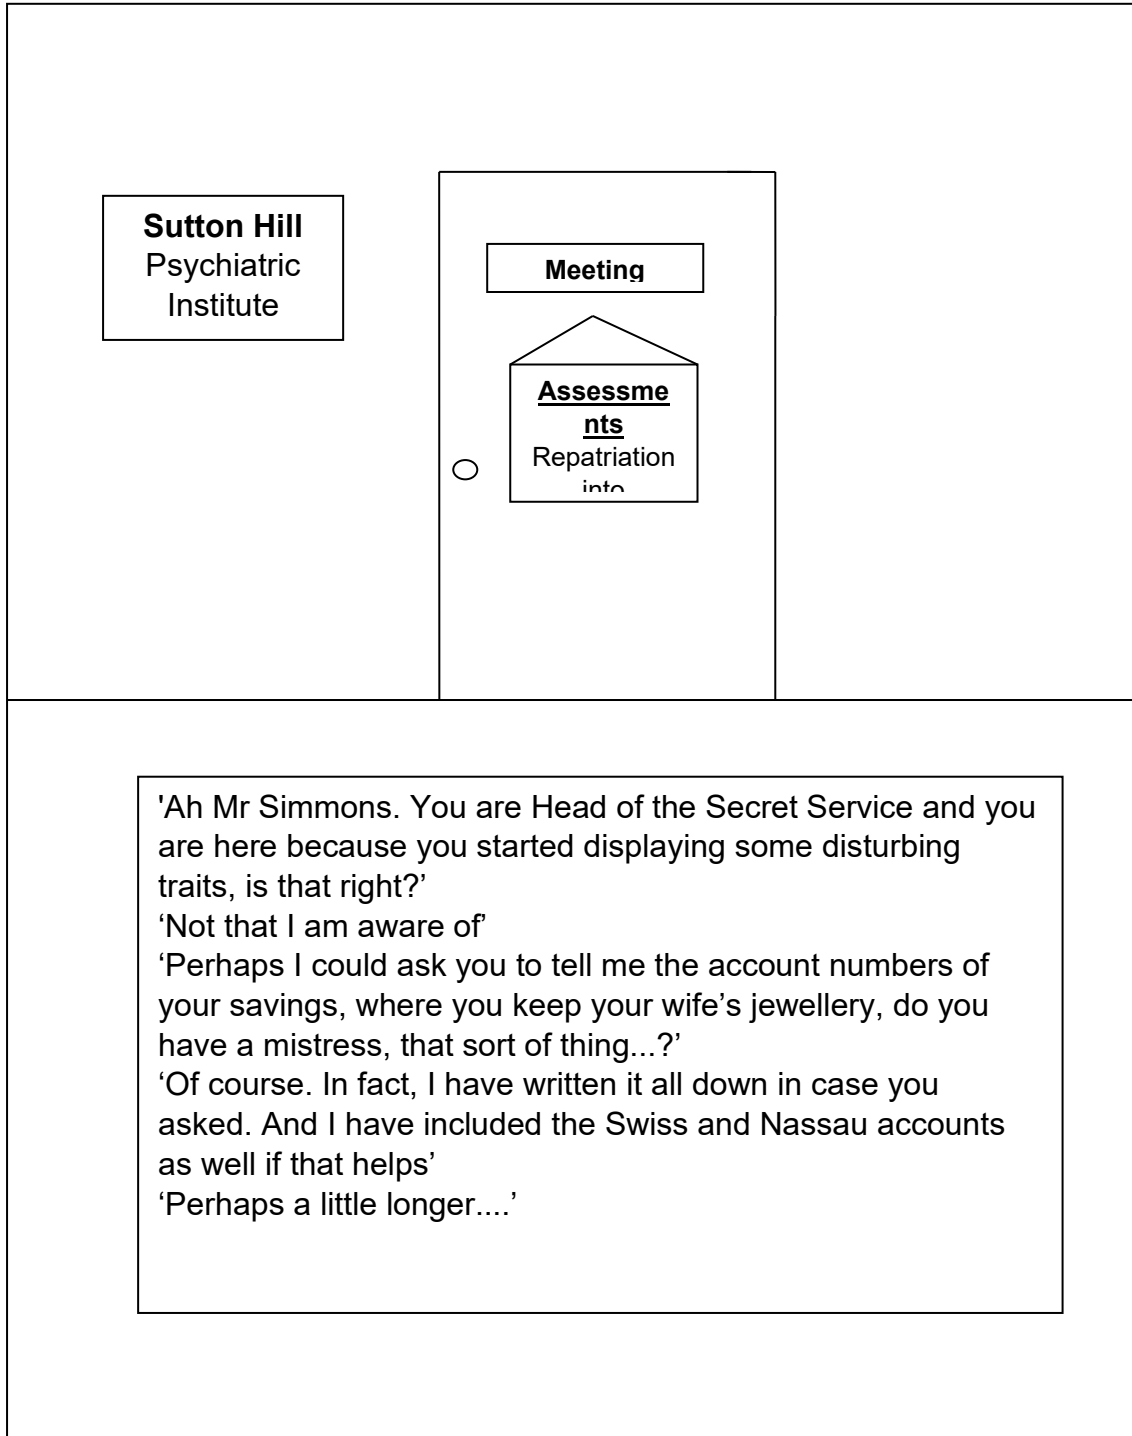 Sutton Hill
Psychiatric
Institute
Meeting
Assessme
nts
Repatriation
into
'Ah Mr Simmons. You are Head of the Secret Service and you
are here because you started displaying some disturbing
traits, is that right?’
‘Not that I am aware of’
‘Perhaps I could ask you to tell me the account numbers of
your savings, where you keep your wife’s jewellery, do you
have a mistress, that sort of thing...?’
‘Of course. In fact, I have written it all down in case you
asked. And I have included the Swiss and Nassau accounts
as well if that helps’
‘Perhaps a little longer....’